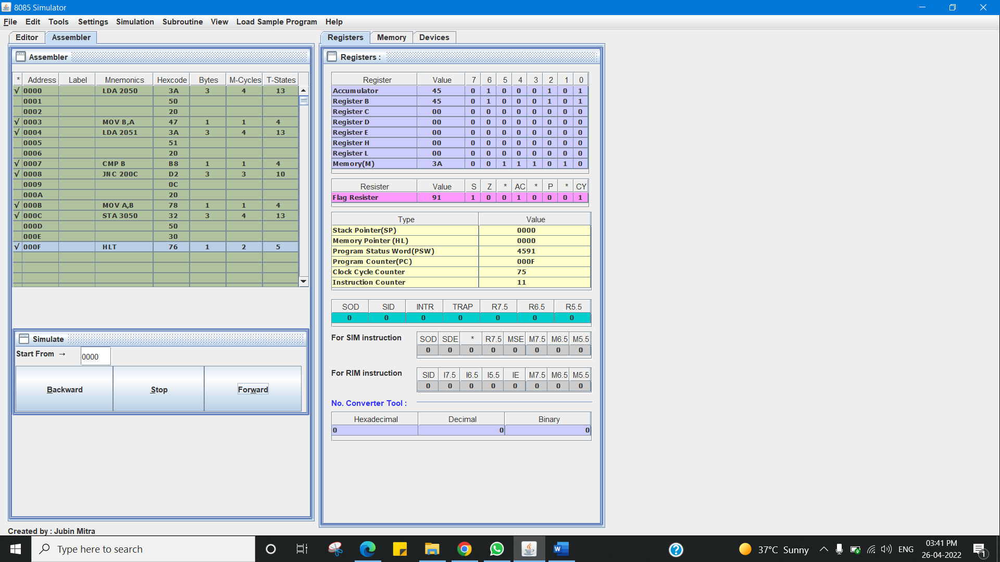 8085 Simulator
File Edit Tools Settings Simulation Subroutine View Load Sample Program Help
Editor Assembler
Assembler
* Address Label Mnemonics Hexcode Bytes M-Cycles T-States
√ 0000 LDA 2050 3A 3 4 13
0001 50
0002 20
√ 0003 MOV B,A 47 1 1 4
√ 0004 LDA 2051 3A 3 4 13
0005 51
0006 20
√ 0007 CMP B B8 1 1 4
√ 0008 JNC 200C D2 3 3 10
0009 0C
000A 20
√ 000B MOV A,B 78 1 1 4
√ 000C STA 3050 32 3 4 13
000D 50
000E 30
√ 000F HLT 76 1 2 5
Simulate
Start From → 0000
Backward Stop Forward
Created by : Jubin Mitra
Registers Memory Devices
Registers :
Register Value 7 6 5 4 3 2 1 0
Accumulator 45 0 1 0 0 0 1 0 1
Register B 45 0 1 0 0 0 1 0 1
Register C 00 0 0 0 0 0 0 0 0
Register D 00 0 0 0 0 0 0 0 0
Register E 00 0 0 0 0 0 0 0 0
Register H 00 0 0 0 0 0 0 0 0
Register L 00 0 0 0 0 0 0 0 0
Memory(M) 3A 0 0 1 1 1 0 1 0
Resister Value S Z * AC * P * CY
Flag Resister 91 1 0 0 1 0 0 0 1
Type Value
Stack Pointer(SP) 0000
Memory Pointer (HL) 0000
Program Status Word(PSW) 4591
Program Counter(PC) 000F
Clock Cycle Counter 75
Instruction Counter 11
SOD SID INTR TRAP R7.5 R6.5 R5.5
0 0 0 0 0 0 0
For SIM instruction
SOD SDE * R7.5 MSE M7.5 M6.5 M5.5
0 0 0 0 0 0 0 0
For RIM instruction
SID I7.5 I6.5 I5.5 IE M7.5 M6.5 M5.5
0 0 0 0 0 0 0 0
No. Converter Tool :
Hexadecimal Decimal Binary
0 0 0
Type here to search
37°C Sunny ENG
03:41 PM
26-04-2022
1